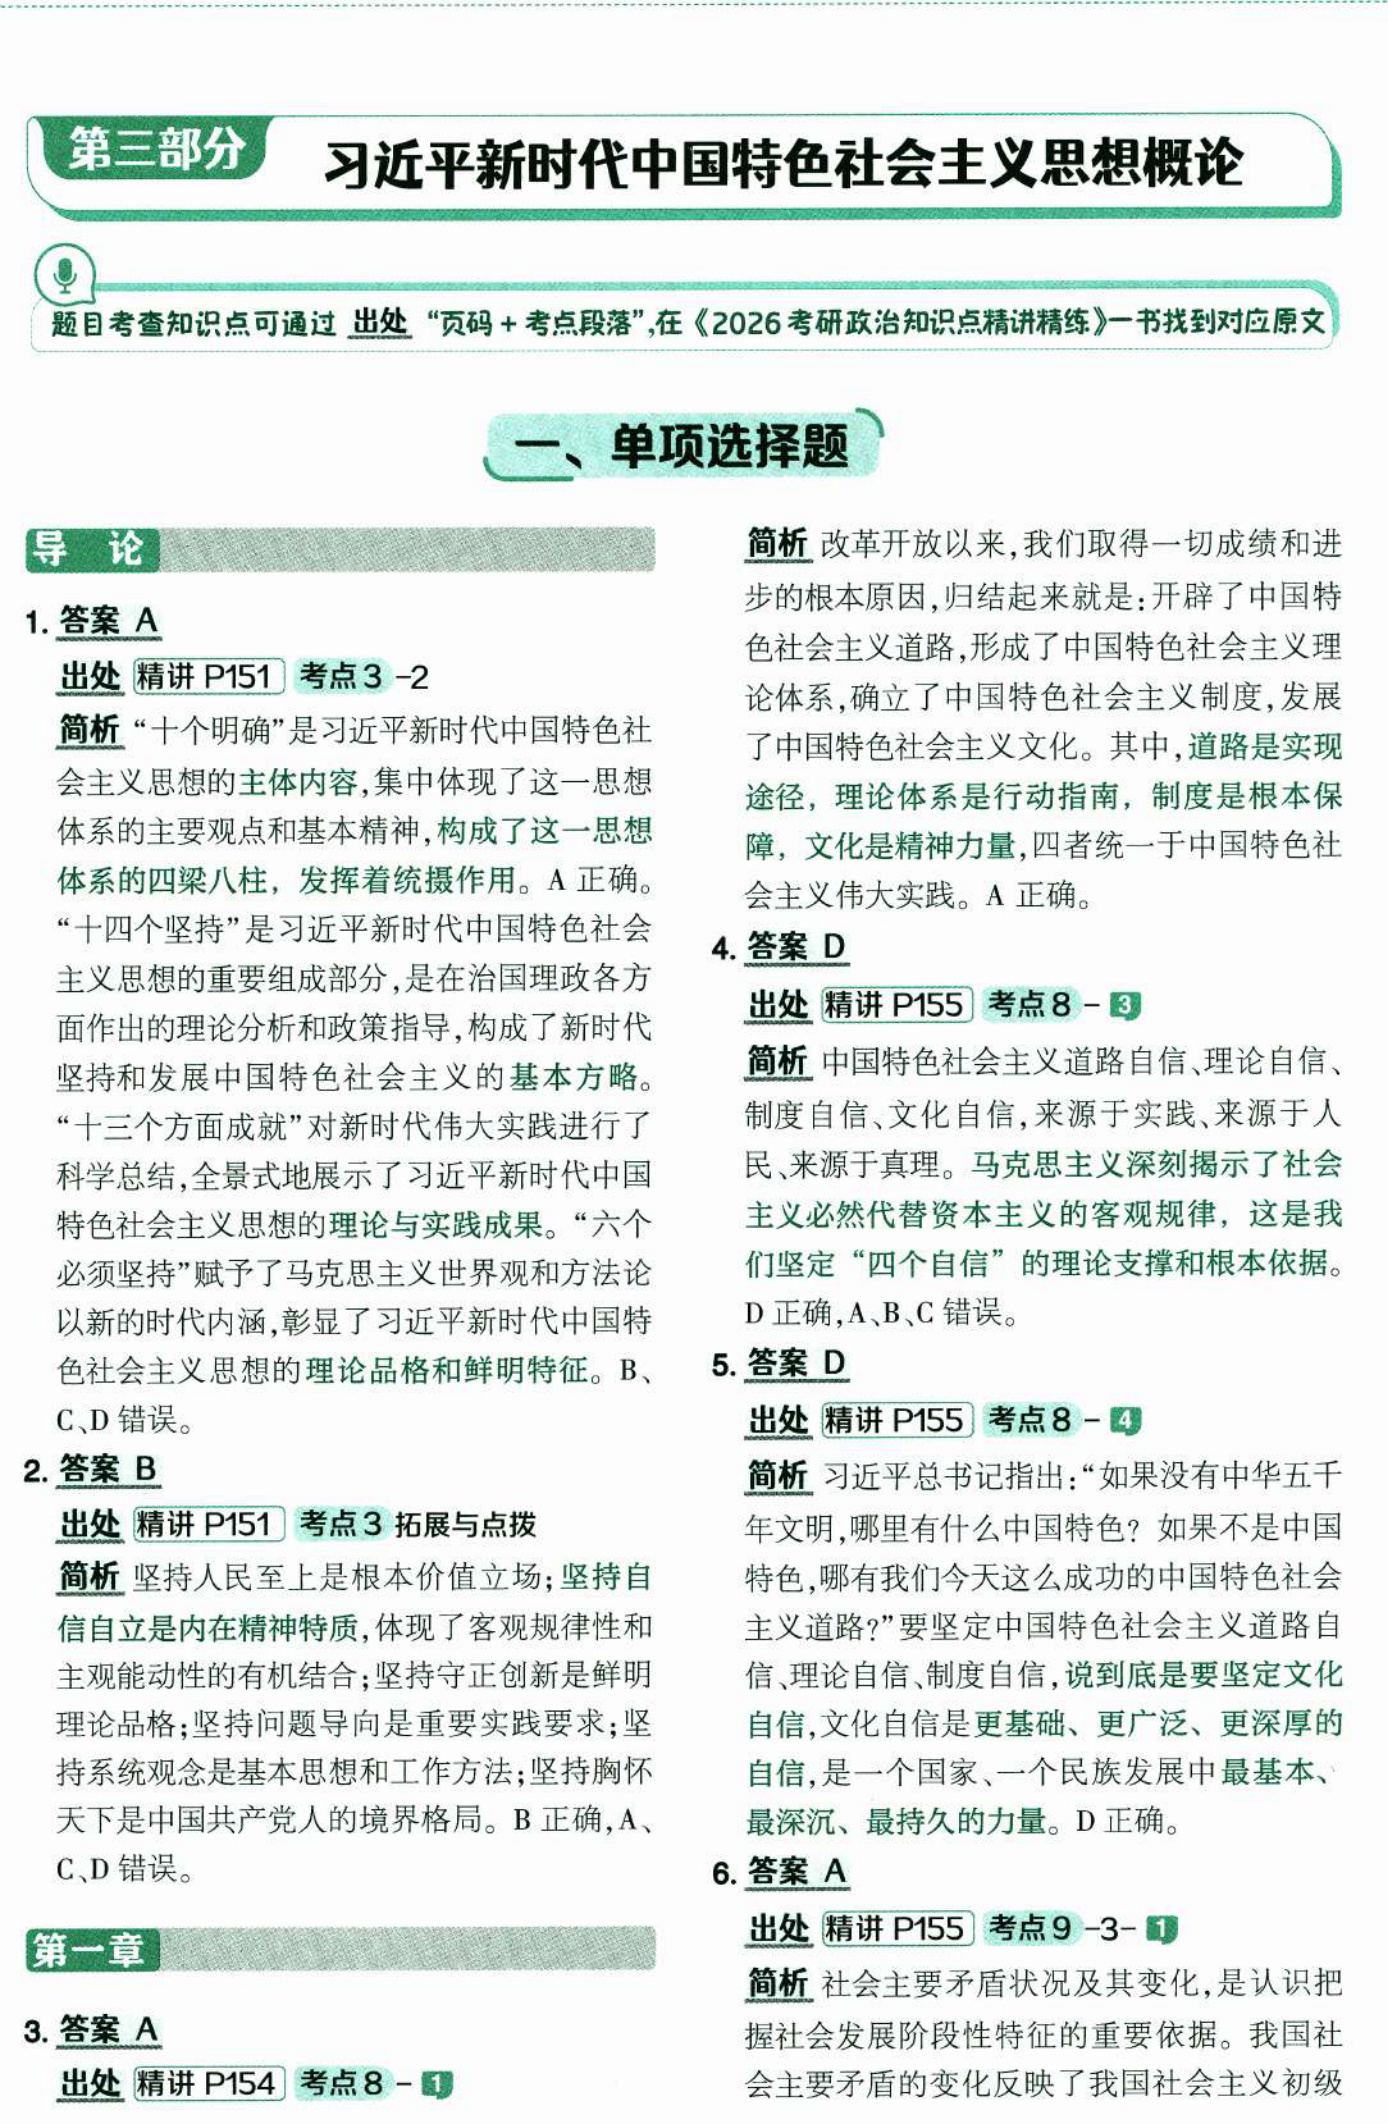 第三部分
习近平新时代中国特色社会主义思想概论
题目考查知识点可通过 出处 “页码+考点段落”,在《2026考研政治知识点精讲精练》一书找到对应原文
一、单项选择题
导 论
1. 答案 A
出处 精讲 P151 考点3 -2
简析 “十个明确”是习近平新时代中国特色社
会主义思想的主体内容,集中体现了这一思想
体系的主要观点和基本精神,构成了这一思想
体系的四梁八柱，发挥着统摄作用。A 正确。
“十四个坚持”是习近平新时代中国特色社会
主义思想的重要组成部分,是在治国理政各方
面作出的理论分析和政策指导,构成了新时代
坚持和发展中国特色社会主义的基本方略。
“十三个方面成就”对新时代伟大实践进行了
科学总结,全景式地展示了习近平新时代中国
特色社会主义思想的理论与实践成果。“六个
必须坚持”赋予了马克思主义世界观和方法论
以新的时代内涵,彰显了习近平新时代中国特
色社会主义思想的理论品格和鲜明特征。B、
C、D 错误。
2. 答案 B
出处 精讲 P151 考点3 拓展与点拨
简析 坚持人民至上是根本价值立场;坚持自
信自立是内在精神特质,体现了客观规律性和
主观能动性的有机结合;坚持守正创新是鲜明
理论品格;坚持问题导向是重要实践要求;坚
持系统观念是基本思想和工作方法;坚持胸怀
天下是中国共产党人的境界格局。B 正确,A、
C、D 错误。
第一章
3. 答案 A
出处 精讲 P154 考点8 - 1
简析 改革开放以来,我们取得一切成绩和进
步的根本原因,归结起来就是:开辟了中国特
色社会主义道路,形成了中国特色社会主义理
论体系,确立了中国特色社会主义制度,发展
了中国特色社会主义文化。其中,道路是实现
途径，理论体系是行动指南，制度是根本保
障，文化是精神力量,四者统一于中国特色社
会主义伟大实践。A 正确。
4. 答案 D
出处 精讲 P155 考点8 - 3
简析 中国特色社会主义道路自信、理论自信、
制度自信、文化自信,来源于实践、来源于人
民、来源于真理。马克思主义深刻揭示了社会
主义必然代替资本主义的客观规律，这是我
们坚定“四个自信”的理论支撑和根本依据。
D 正确,A、B、C 错误。
5. 答案 D
出处 精讲 P155 考点8 - 4
简析 习近平总书记指出:“如果没有中华五千
年文明,哪里有什么中国特色? 如果不是中国
特色,哪有我们今天这么成功的中国特色社会
主义道路?”要坚定中国特色社会主义道路自
信、理论自信、制度自信,说到底是要坚定文化
自信,文化自信是更基础、更广泛、更深厚的
自信,是一个国家、一个民族发展中最基本、
最深沉、最持久的力量。D 正确。
6. 答案 A
出处 精讲 P155 考点9 -3- 1
简析 社会主要矛盾状况及其变化,是认识把
握社会发展阶段性特征的重要依据。我国社
会主要矛盾的变化反映了我国社会主义初级